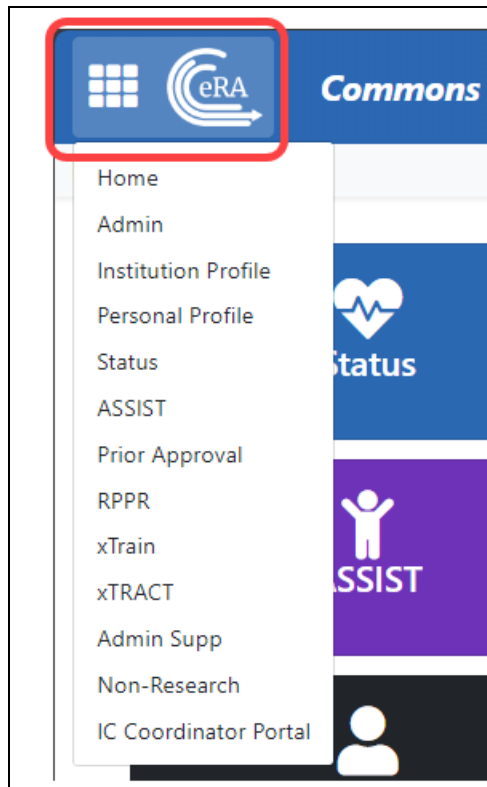 eRA
Commons
Home
Admin
Institution Profile
Personal Profile
Status
Status
ASSIST
Prior Approval
RPPR
xTrain
xTRACT
ASSIST
Admin Supp
Non-Research
IC Coordinator Portal